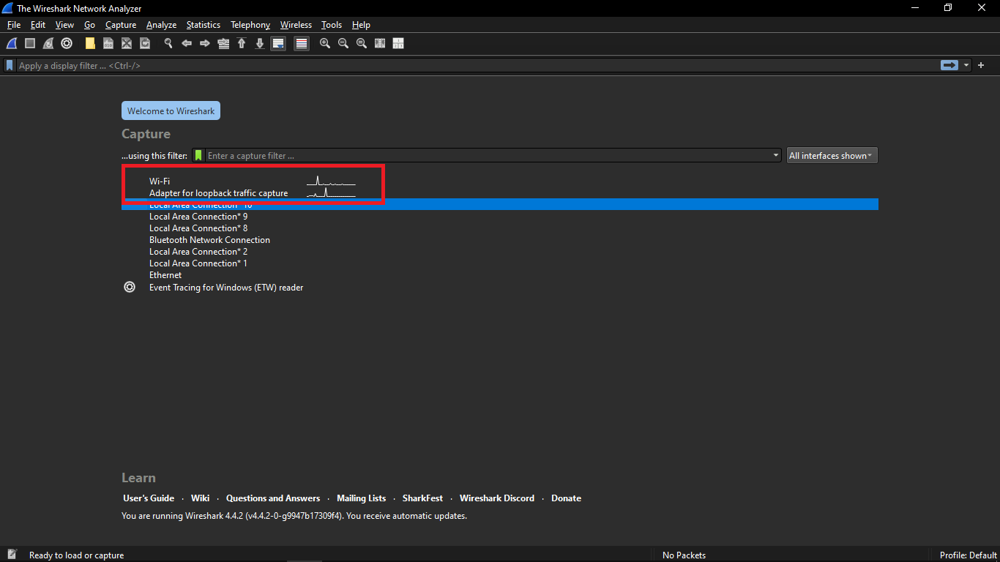 The Wireshark Network Analyzer
File Edit View Go Capture Analyze Statistics Telephony Wireless Tools Help
Apply a display filter ... <Ctrl-/>
Welcome to Wireshark
Capture
...using this filter: Enter a capture filter ... All interfaces shown
Wi-Fi
Adapter for loopback traffic capture
Local Area Connection* 10
Local Area Connection* 9
Local Area Connection* 8
Bluetooth Network Connection
Local Area Connection* 2
Local Area Connection* 1
Ethernet
Event Tracing for Windows (ETW) reader
Learn
User's Guide · Wiki · Questions and Answers · Mailing Lists · SharkFest · Wireshark Discord · Donate
You are running Wireshark 4.4.2 (v4.4.2-0-g9947b17309f4). You receive automatic updates.
Ready to load or capture No Packets Profile: Default